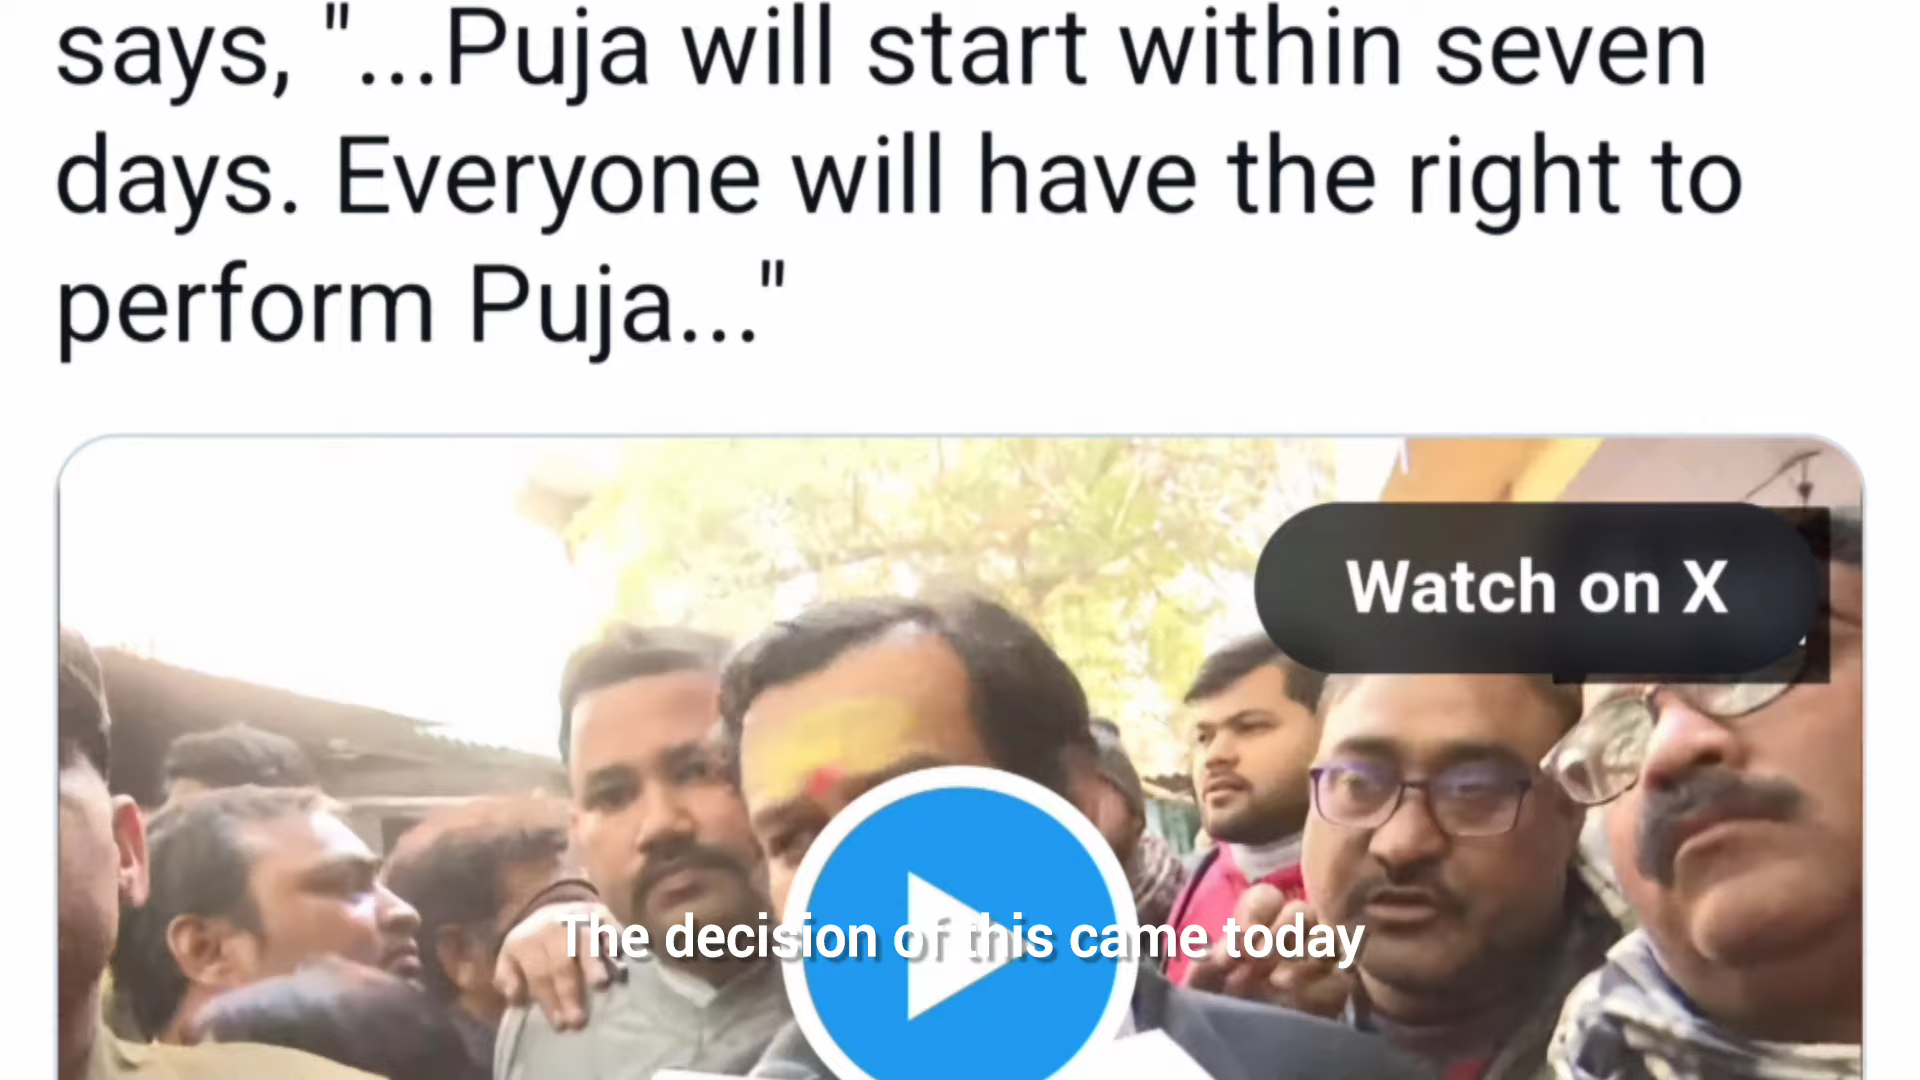 says, "...Puja will start within seven
days. Everyone will have the right to
perform Puja..."
Watch on X
The decision of this came today